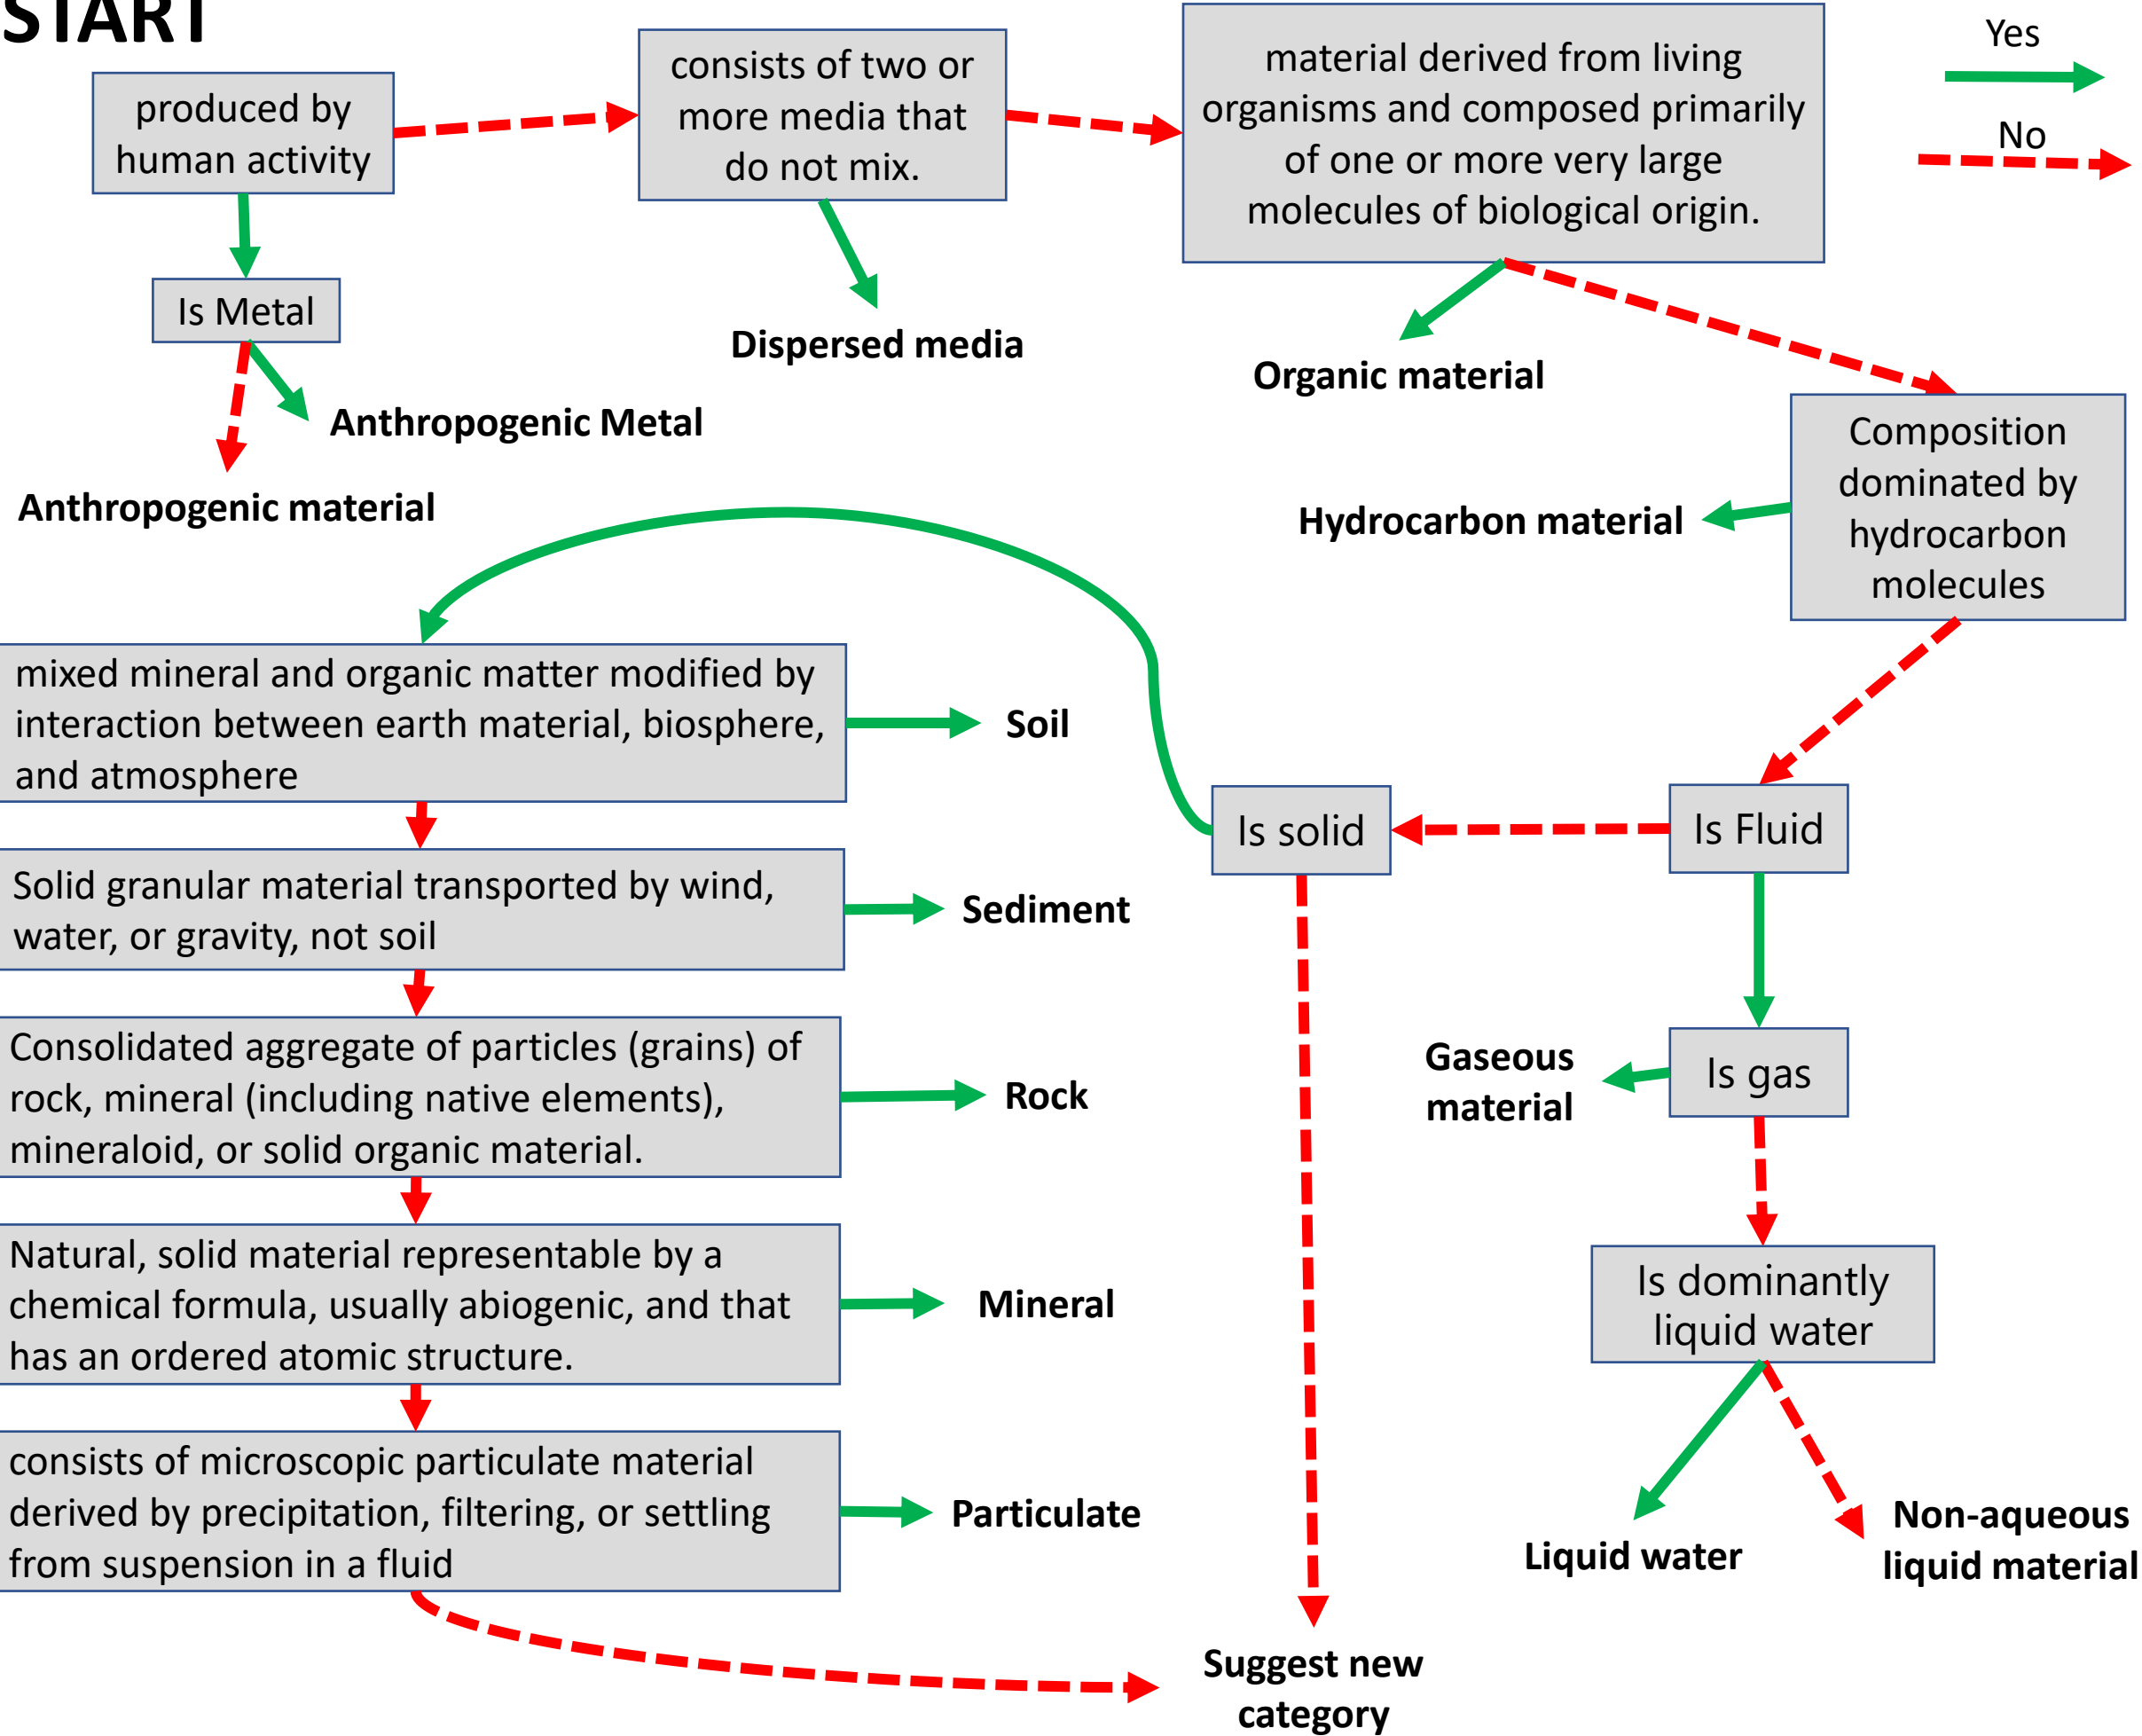 START
produced by
human activity
consists of two or
more media that
do not mix.
material derived from living
organisms and composed primarily
of one or more very large
molecules of biological origin.
Yes
No
Is Metal
Dispersed media
Organic material
Anthropogenic Metal
Anthropogenic material
Composition
dominated by
hydrocarbon
molecules
Hydrocarbon material
mixed mineral and organic matter modified by
interaction between earth material, biosphere,
and atmosphere
Soil
Is solid
Is Fluid
Solid granular material transported by wind,
water, or gravity, not soil
Sediment
Consolidated aggregate of particles (grains) of
rock, mineral (including native elements),
mineraloid, or solid organic material.
Rock
Gaseous
material
Is gas
Natural, solid material representable by a
chemical formula, usually abiogenic, and that
has an ordered atomic structure.
Mineral
Is dominantly
liquid water
consists of microscopic particulate material
derived by precipitation, filtering, or settling
from suspension in a fluid
Particulate
Liquid water
Non-aqueous
liquid material
Suggest new
category